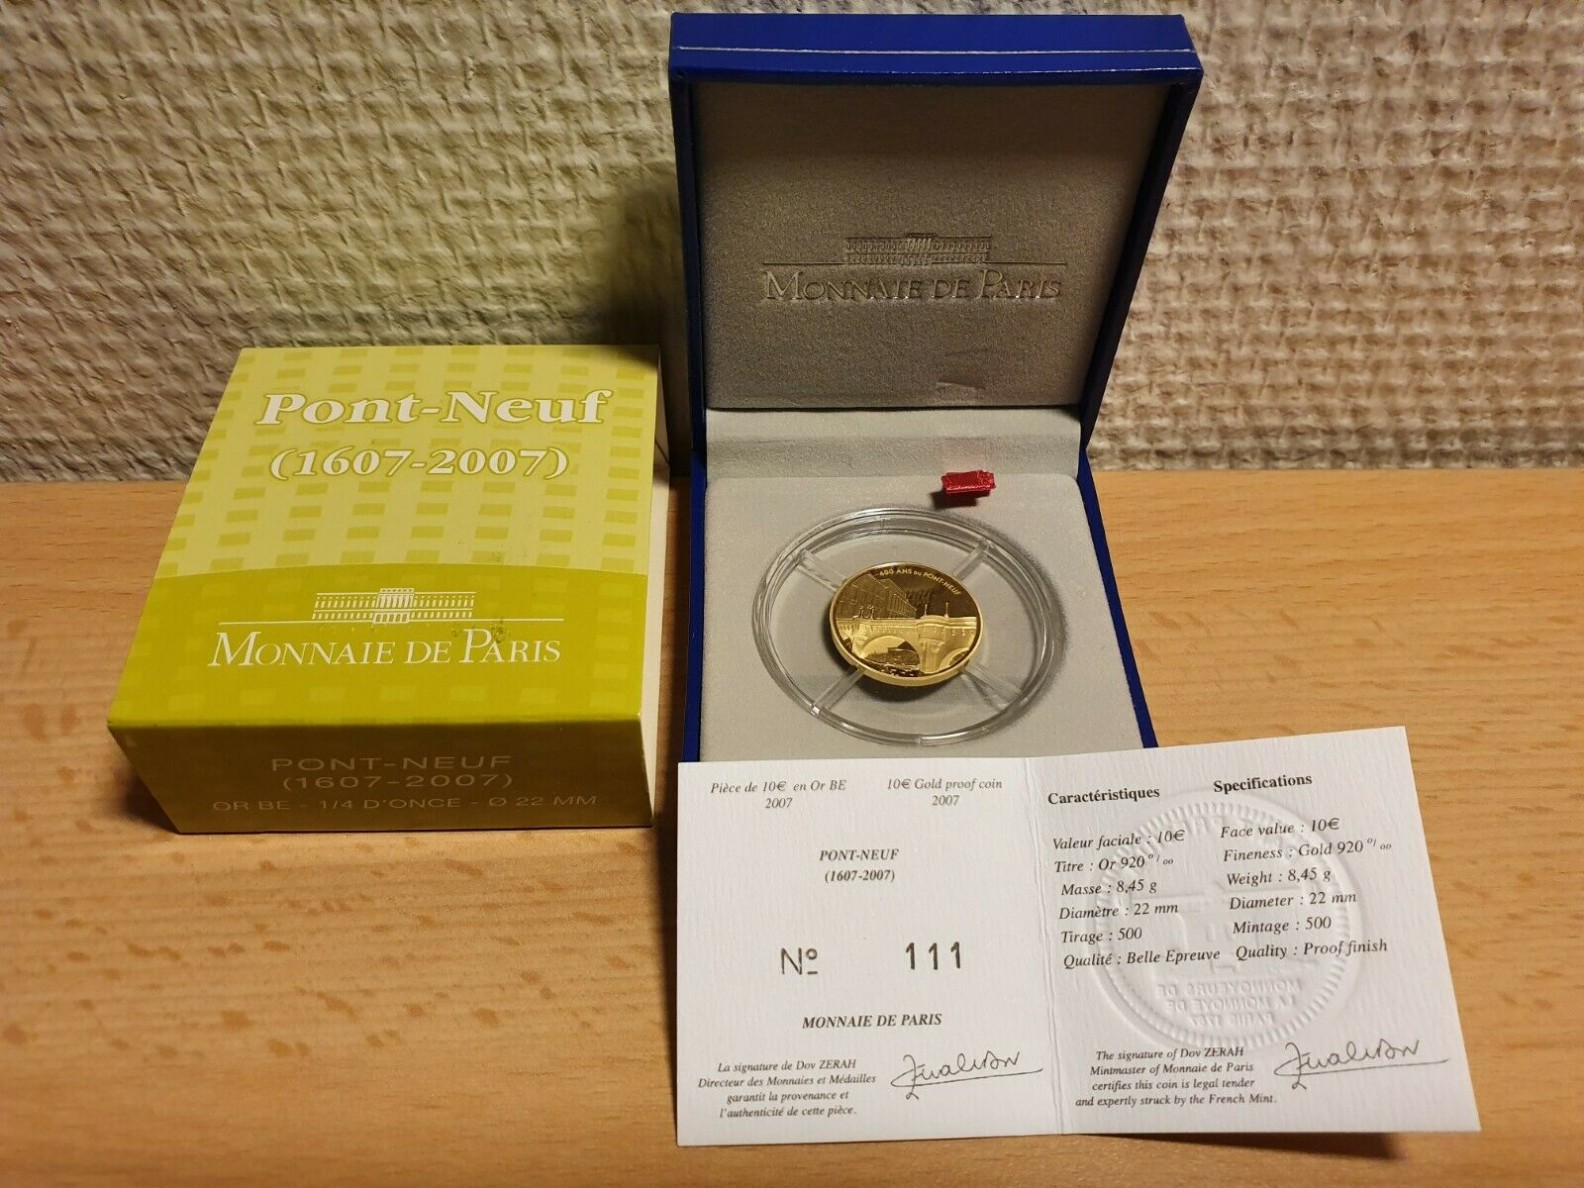 Pont-Neuf
(1607-2007)
MONNAIE DE PARIS
PONT-NEUF
(1607-2007)
OR BE - 1/4 D'ONCE - Ø 22 MM
MONNAIE DE PARIS
400 ANS DU PONT-NEUF
Pièce de 10€ en Or BE
2007
10€ Gold proof coin
2007
PONT-NEUF
(1607-2007)
Nº 111
MONNAIE DE PARIS
La signature de Dov ZERAH
Directeur des Monnaies et Médailles
garantit la provenance et
l'authenticité de cette pièce.
Caractéristiques
Valeur faciale : 10€
Titre : Or 920 °/oo
Masse : 8,45 g
Diamètre : 22 mm
Tirage : 500
Qualité : Belle Epreuve
Specifications
Face value : 10€
Fineness : Gold 920 °/oo
Weight : 8,45 g
Diameter : 22 mm
Mintage : 500
Quality : Proof finish
The signature of Dov ZERAH
Mintmaster of Monnaie de Paris
certifies this coin is legal tender
and expertly struck by the French Mint.